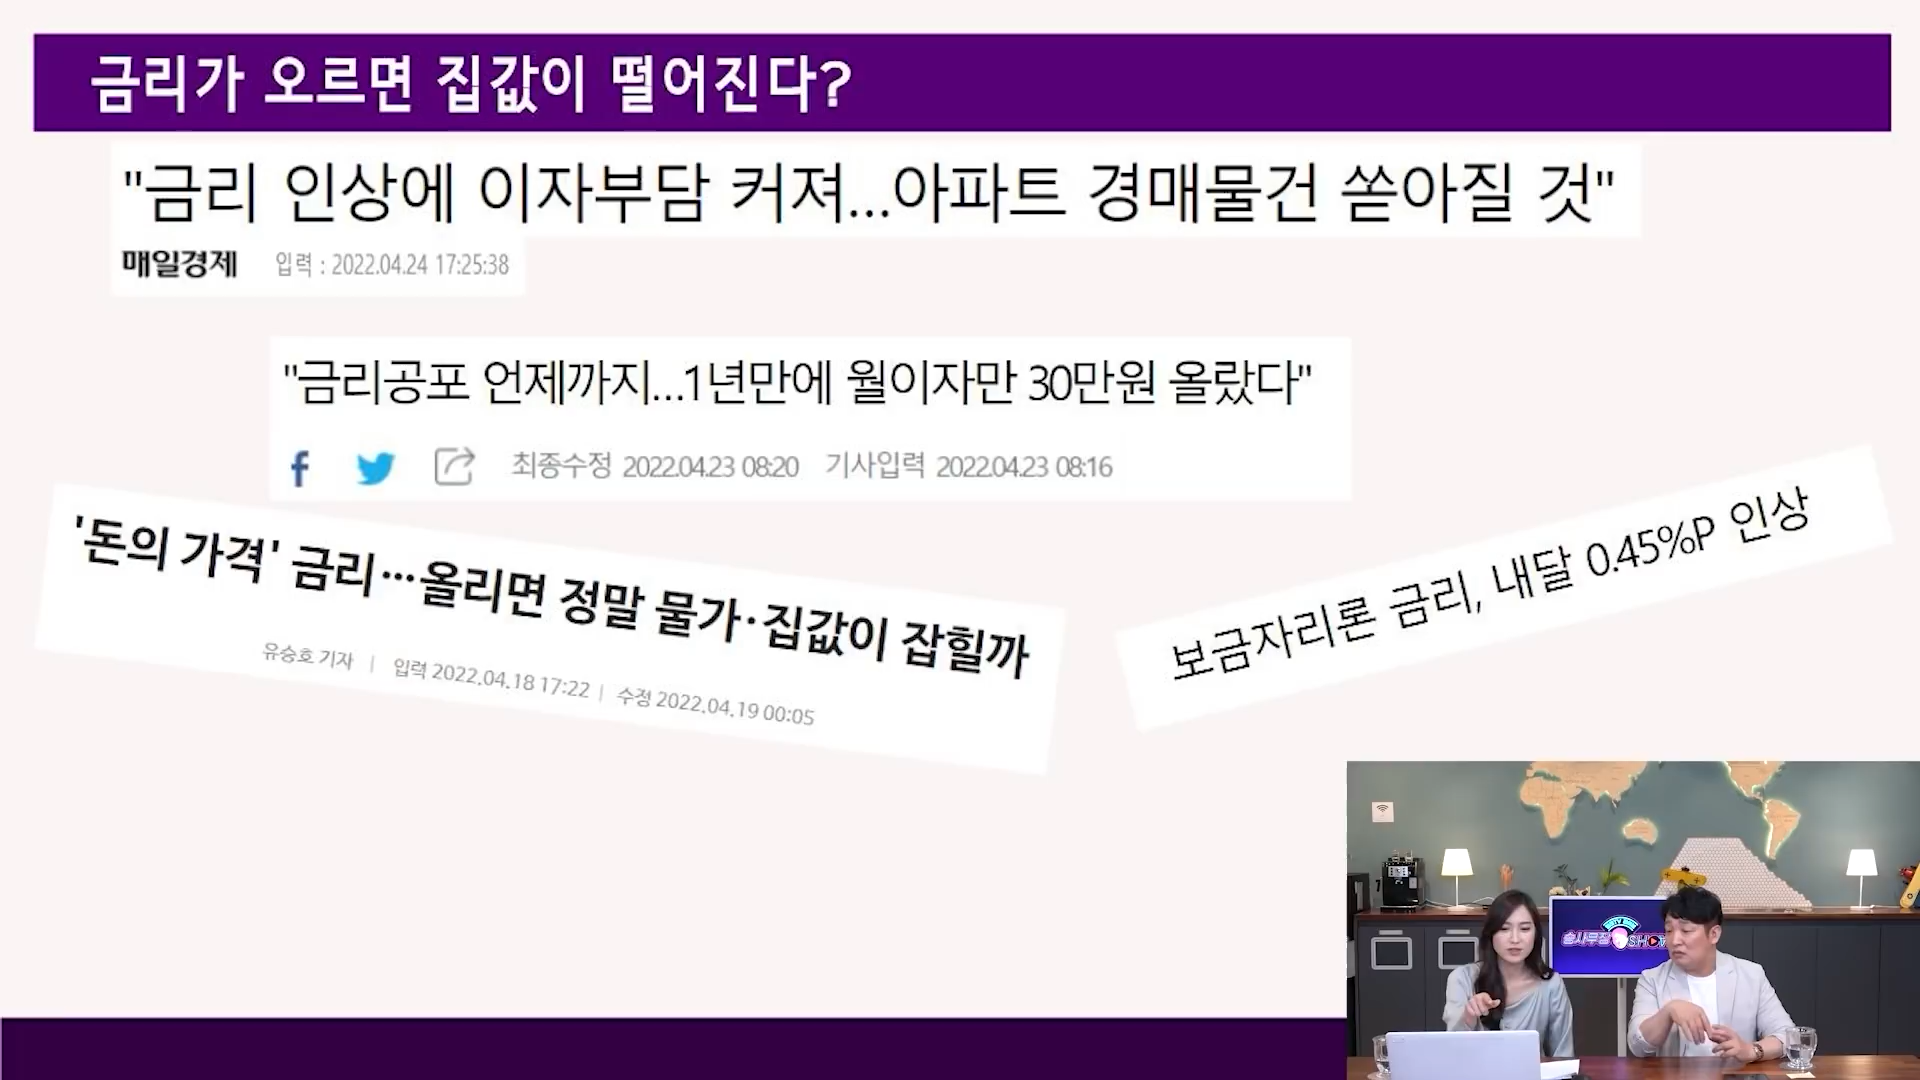 금리가 오르면 집값이 떨어진다?
"금리 인상에 이자부담 커져...아파트 경매물건 쏟아질 것"
매일경제 입력 : 2022.04.24 17:25:38
"금리공포 언제까지...1년만에 월이자만 30만원 올랐다"
최종수정 2022.04.23 08:20 기사입력 2022.04.23 08:16
'돈의 가격' 금리…올리면 정말 물가·집값이 잡힐까
유승호 기자 | 입력 2022.04.18 17:22 | 수정 2022.04.19 00:05
보금자리론 금리, 내달 0.45%P 인상
송사무장
SHOW